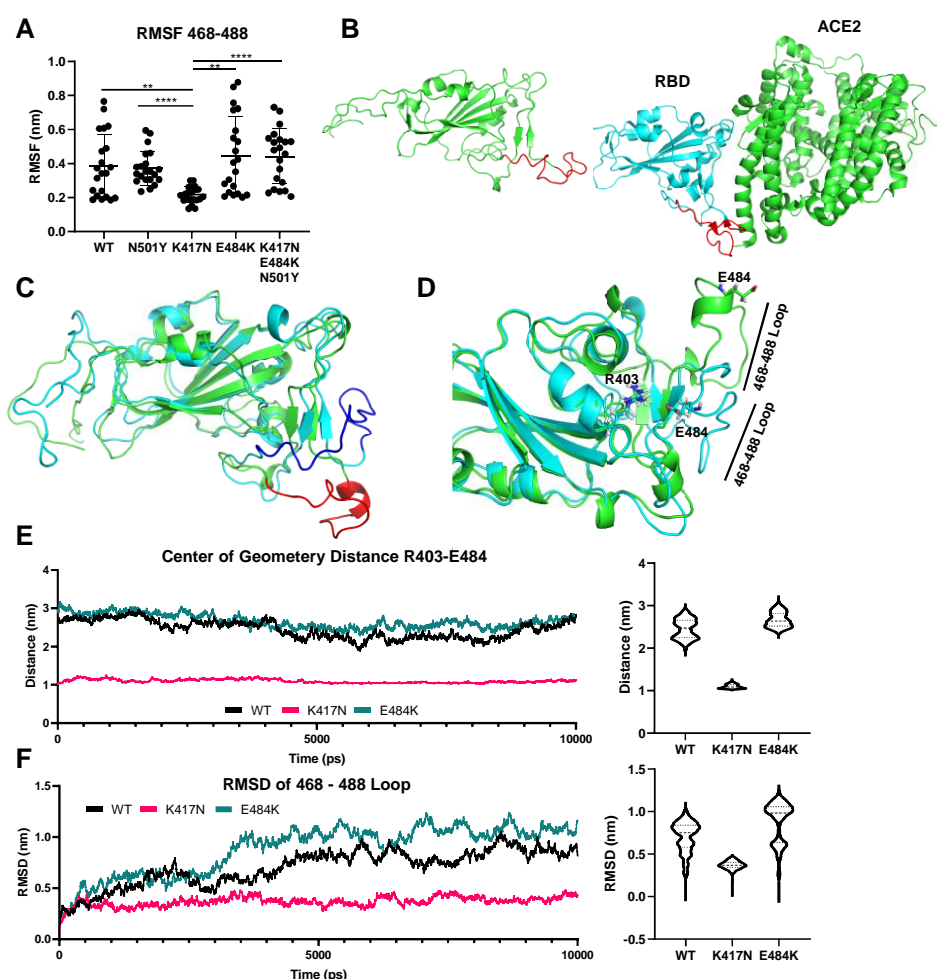 A
RMSF 468-488
RMSF (nm)
1.0
0.8
0.6
0.4
0.2
0.0
**
****
**
****
WT
N501Y
K417N
E484K
K417N
E484K
N501Y
B
RBD
ACE2
C
D
E484
R403
E484
468-488 Loop
468-488 Loop
E
Center of Geometery Distance R403-E484
Distance (nm)
4
3
2
1
0
WT
K417N
E484K
0
5000
10000
Time (ps)
Distance (nm)
4
3
2
1
0
WT
K417N
E484K
F
RMSD of 468 - 488 Loop
WT
K417N
E484K
RMSD (nm)
1.5
1.0
0.5
0.0
0
5000
10000
Time (ps)
RMSD (nm)
1.5
1.0
0.5
0.0
-0.5
WT
K417N
E484K